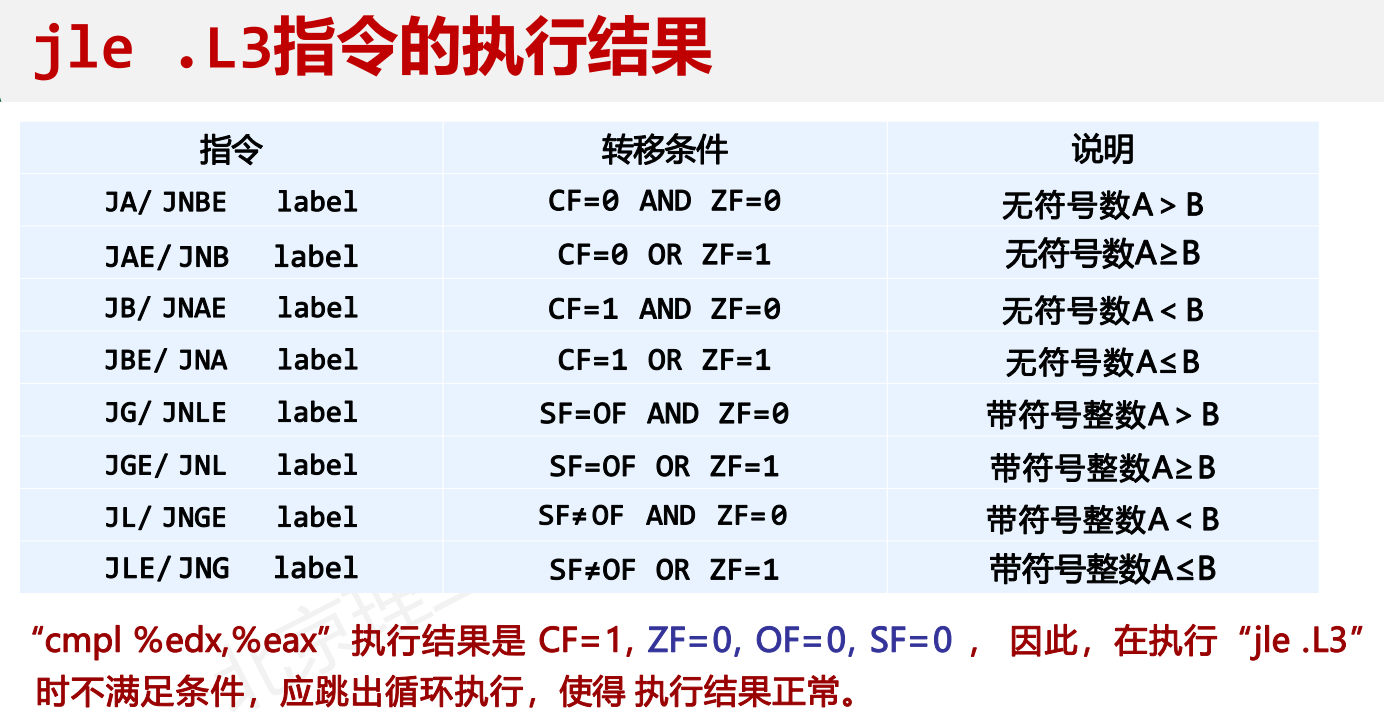 jle .L3指令的执行结果
指令 转移条件 说明
JA/ JNBE label CF=0 AND ZF=0 无符号数A > B
JAE/ JNB label CF=0 OR ZF=1 无符号数A≥B
JB/ JNAE label CF=1 AND ZF=0 无符号数A < B
JBE/ JNA label CF=1 OR ZF=1 无符号数A≤B
JG/ JNLE label SF=OF AND ZF=0 带符号整数A > B
JGE/ JNL label SF=OF OR ZF=1 带符号整数A≥B
JL/ JNGE label SF≠OF AND ZF=0 带符号整数A < B
JLE/ JNG label SF≠OF OR ZF=1 带符号整数A≤B
“cmpl %edx,%eax” 执行结果是 CF=1, ZF=0, OF=0, SF=0 ， 因此，在执行“jle .L3”
时不满足条件，应跳出循环执行，使得 执行结果正常。